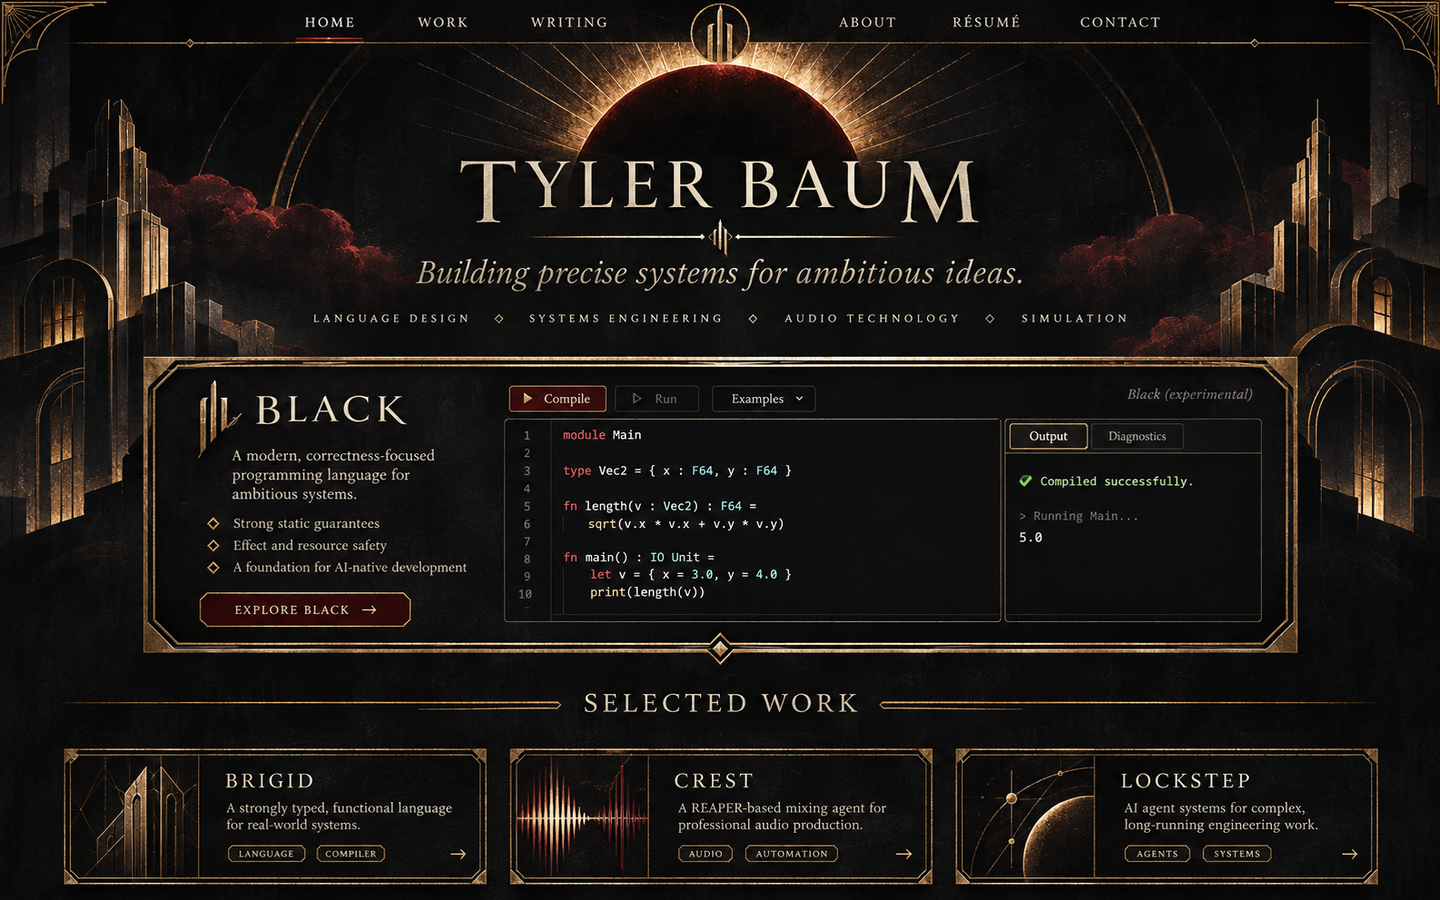 HOME
WORK
WRITING
ABOUT
RÉSUMÉ
CONTACT
TYLER BAUM
Building precise systems for ambitious ideas.
LANGUAGE DESIGN
SYSTEMS ENGINEERING
AUDIO TECHNOLOGY
SIMULATION
BLACK
A modern, correctness-focused
programming language for
ambitious systems.
Strong static guarantees
Effect and resource safety
A foundation for AI-native development
EXPLORE BLACK →
Compile
Run
Examples
Black (experimental)
1 module Main
2
3 type Vec2 = { x : F64, y : F64 }
4
5 fn length(v : Vec2) : F64 =
6 sqrt(v.x * v.x + v.y * v.y)
7
8 fn main() : IO Unit =
9 let v = { x = 3.0, y = 4.0 }
10 print(length(v))
Output
Diagnostics
Compiled successfully.
> Running Main...
5.0
SELECTED WORK
BRIGID
A strongly typed, functional language
for real-world systems.
LANGUAGE
COMPILER
→
CREST
A REAPER-based mixing agent for
professional audio production.
AUDIO
AUTOMATION
→
LOCKSTEP
AI agent systems for complex,
long-running engineering work.
AGENTS
SYSTEMS
→